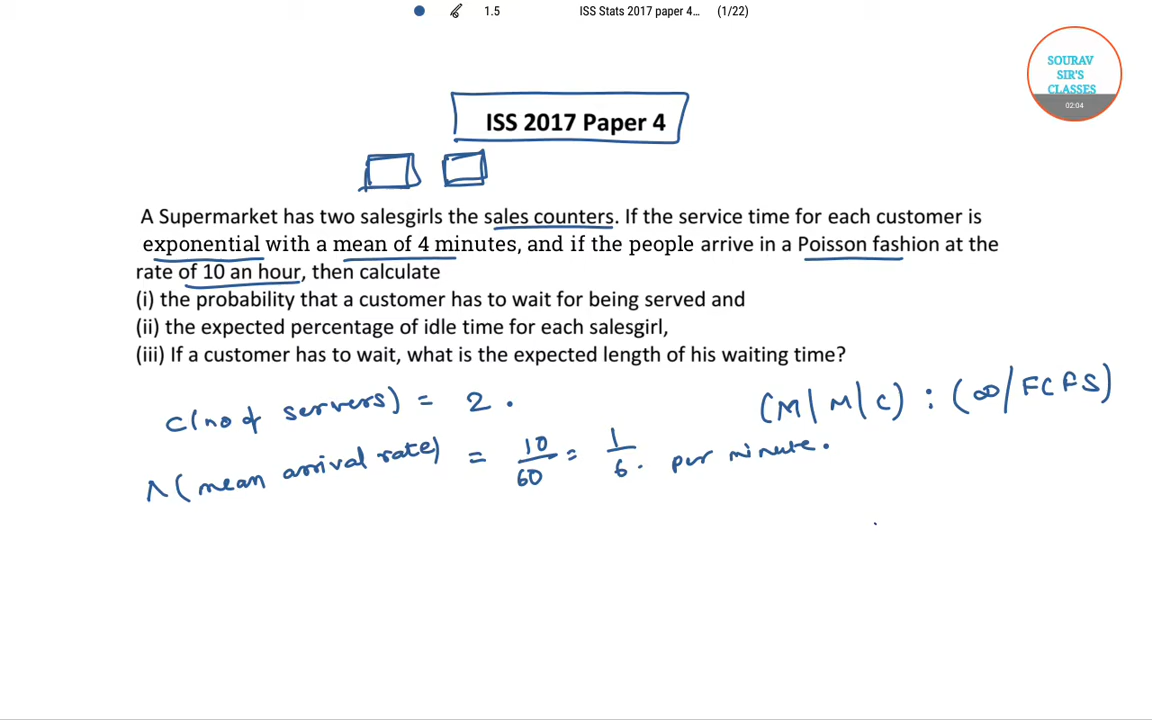 1.5 ISS Stats 2017 paper 4... (1/22)
SOURAV
SIR'S
CLASSES
02:04
ISS 2017 Paper 4
A Supermarket has two salesgirls the sales counters. If the service time for each customer is
exponential with a mean of 4 minutes, and if the people arrive in a Poisson fashion at the
rate of 10 an hour, then calculate
(i) the probability that a customer has to wait for being served and
(ii) the expected percentage of idle time for each salesgirl,
(iii) If a customer has to wait, what is the expected length of his waiting time?
c(no of servers) = 2.
(M/M/c) : (∞/FCFS)
λ(mean arrival rate) = 10/60 = 1/6. per minute.